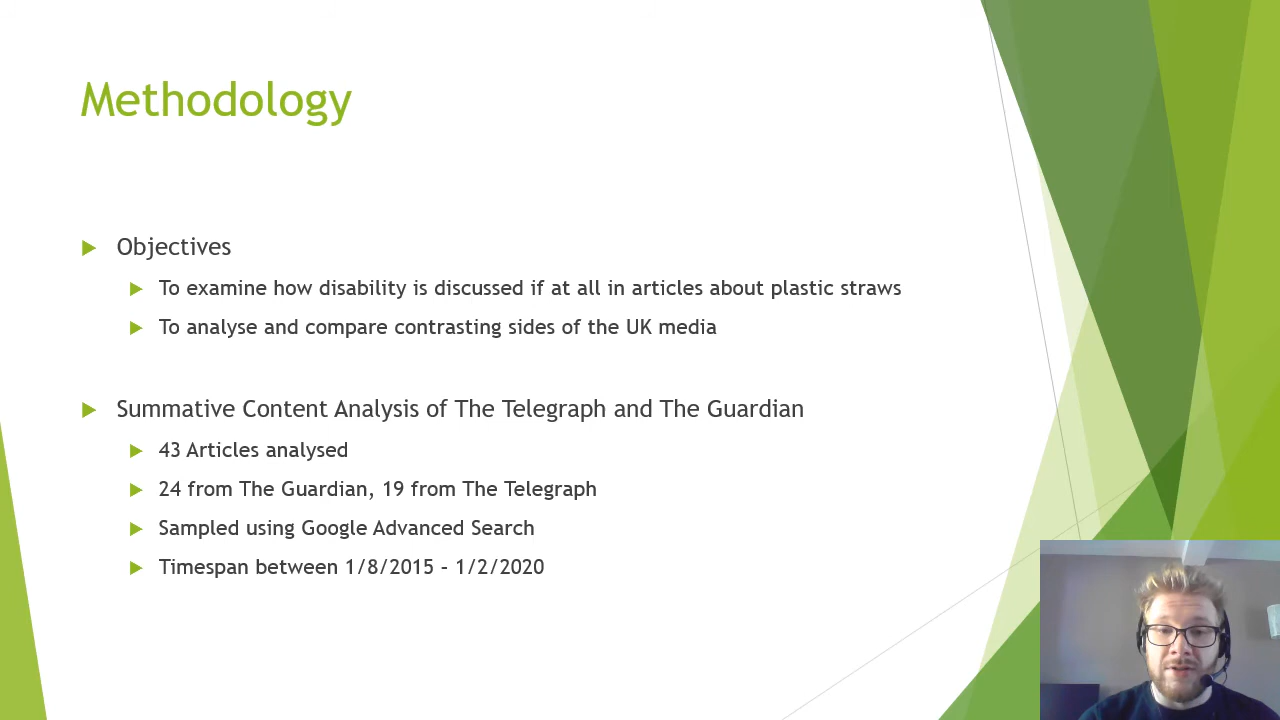 Methodology
Objectives
To examine how disability is discussed if at all in articles about plastic straws
To analyse and compare contrasting sides of the UK media
Summative Content Analysis of The Telegraph and The Guardian
43 Articles analysed
24 from The Guardian, 19 from The Telegraph
Sampled using Google Advanced Search
Timespan between 1/8/2015 – 1/2/2020